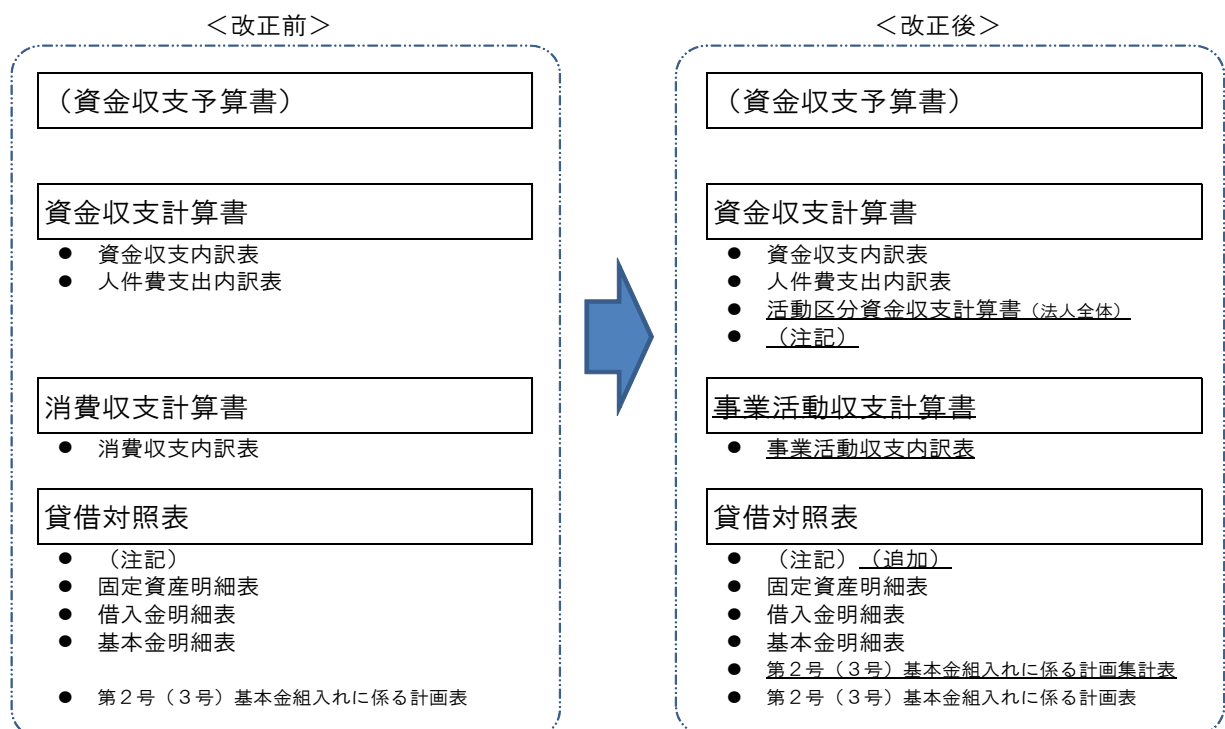 ＜改正前＞
（資金収支予算書）
資金収支計算書
● 資金収支内訳表
● 人件費支出内訳表
消費収支計算書
● 消費収支内訳表
貸借対照表
● （注記）
● 固定資産明細表
● 借入金明細表
● 基本金明細表
● 第２号（３号）基本金組入れに係る計画表
＜改正後＞
（資金収支予算書）
資金収支計算書
● 資金収支内訳表
● 人件費支出内訳表
● 活動区分資金収支計算書（法人全体）
● （注記）
事業活動収支計算書
● 事業活動収支内訳表
貸借対照表
● （注記）（追加）
● 固定資産明細表
● 借入金明細表
● 基本金明細表
● 第２号（３号）基本金組入れに係る計画集計表
● 第２号（３号）基本金組入れに係る計画表